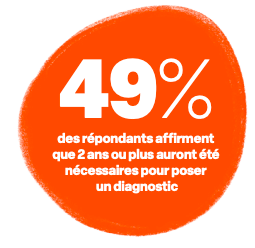 49%
des répondants affirment
que 2 ans ou plus auront été
nécessaires pour poser
un diagnostic